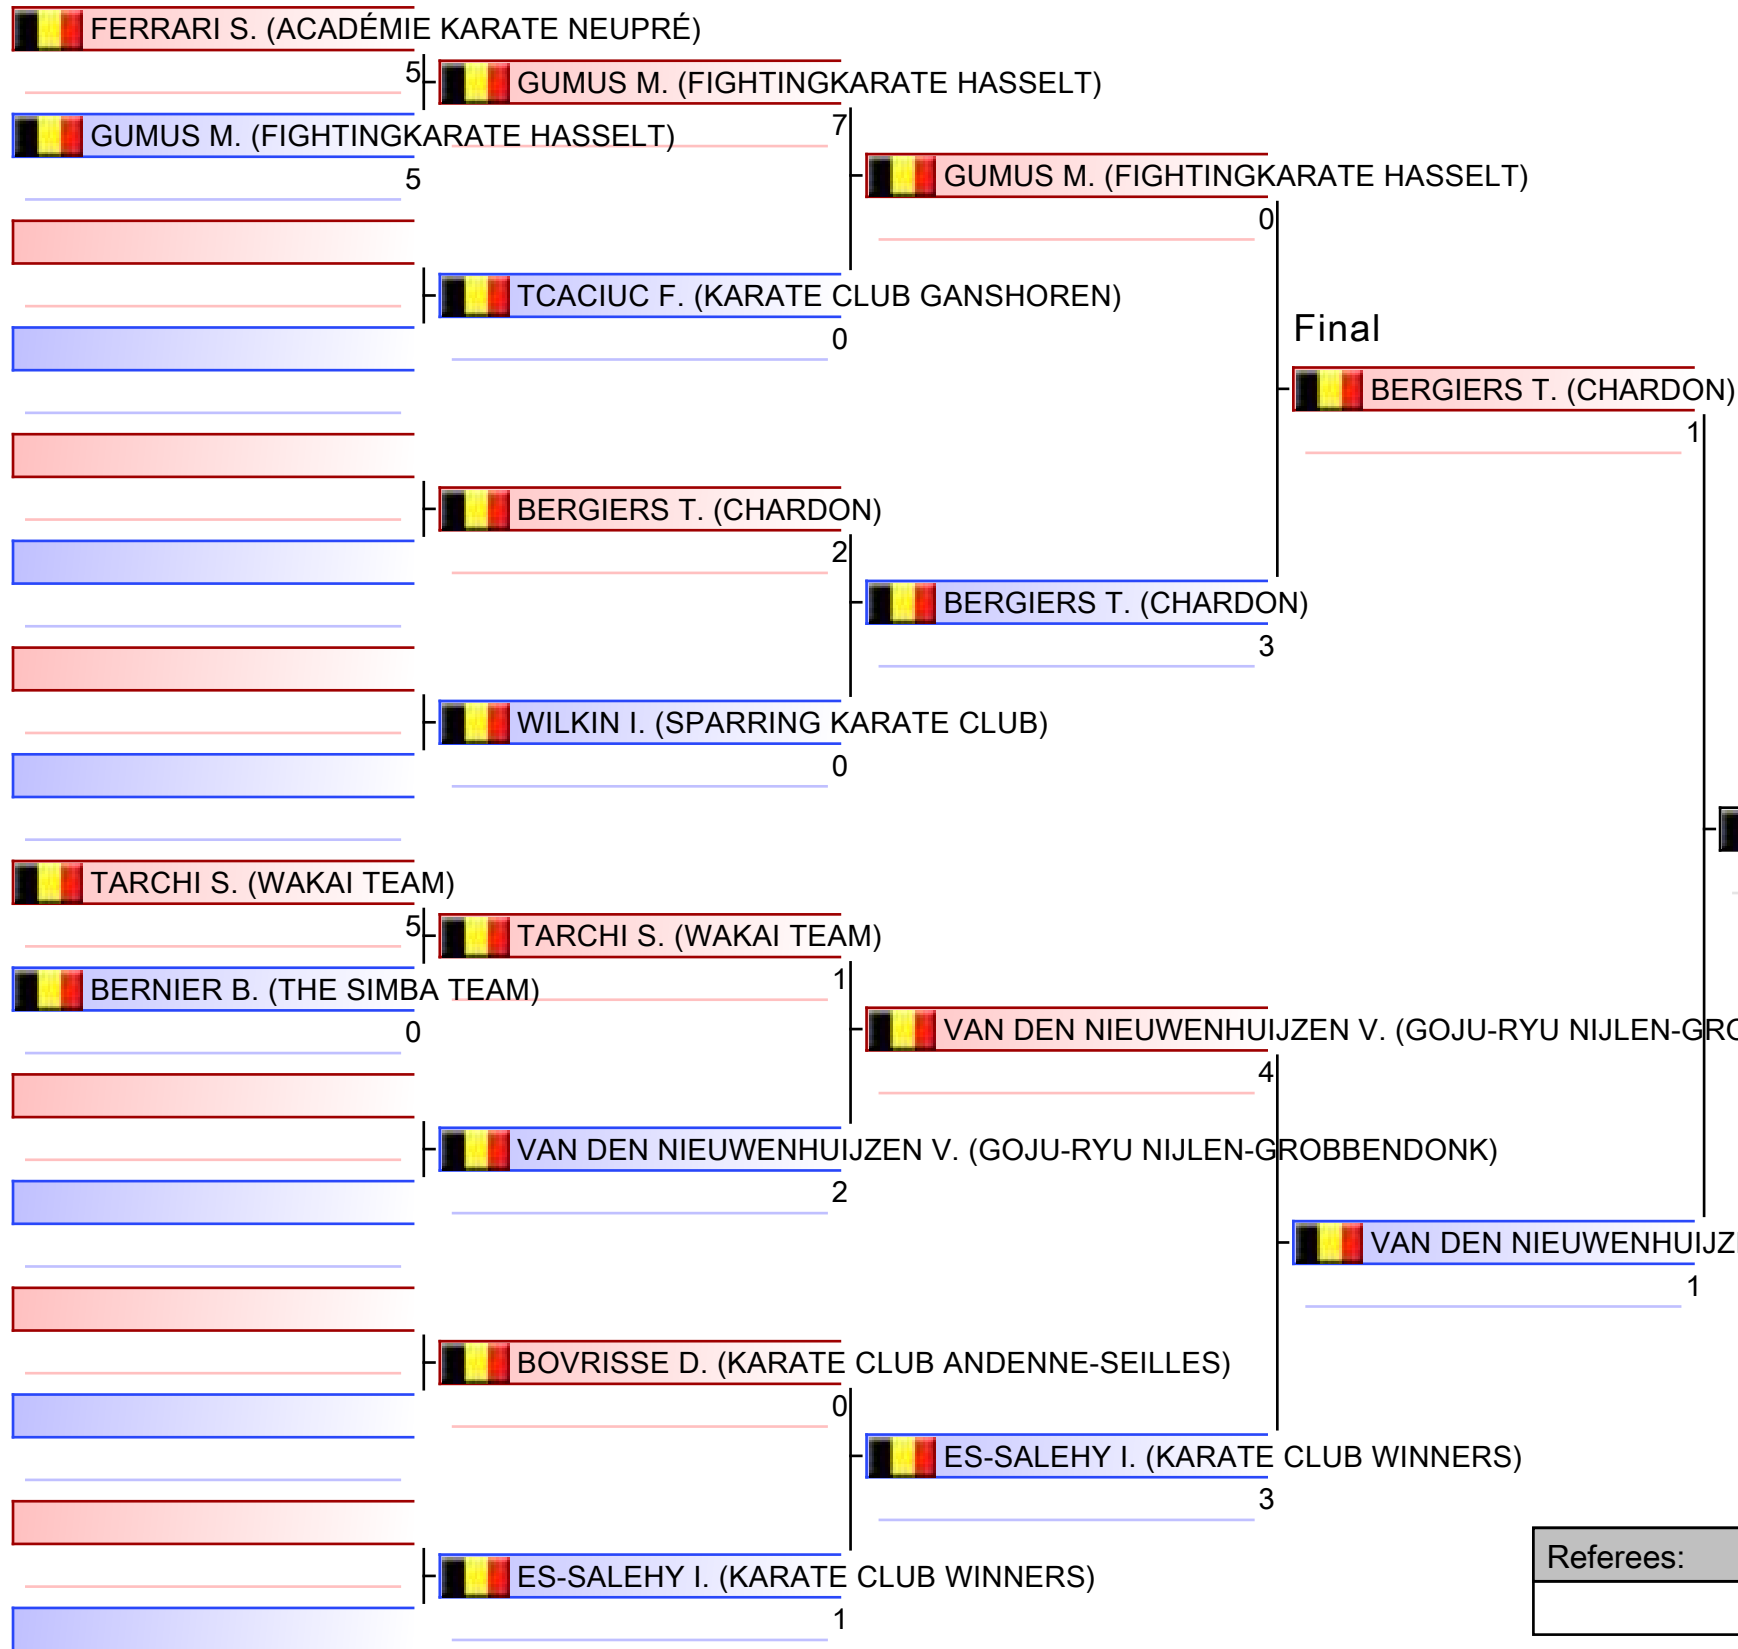 FERRARI S. (ACADÉMIE KARATE NEUPRÉ)
5
GUMUS M. (FIGHTINGKARATE HASSELT)
5
TARCHI S. (WAKAI TEAM)
5
BERNIER B. (THE SIMBA TEAM)
0
GUMUS M. (FIGHTINGKARATE HASSELT)
7
TCACIUC F. (KARATE CLUB GANSHOREN)
0
BERGIERS T. (CHARDON)
2
WILKIN I. (SPARRING KARATE CLUB)
0
TARCHI S. (WAKAI TEAM)
1
VAN DEN NIEUWENHUIJZEN V. (GOJU-RYU NIJLEN-GROBBENDONK)
2
BOVRISSE D. (KARATE CLUB ANDENNE-SEILLES)
0
ES-SALEHY I. (KARATE CLUB WINNERS)
1
GUMUS M. (FIGHTINGKARATE HASSELT)
0
BERGIERS T. (CHARDON)
3
VAN DEN NIEUWENHUIJZEN V. (GOJU-RYU NIJLEN-GRO
4
ES-SALEHY I. (KARATE CLUB WINNERS)
3
Final
BERGIERS T. (CHARDON)
1
VAN DEN NIEUWENHUIJZ
1
Referees: